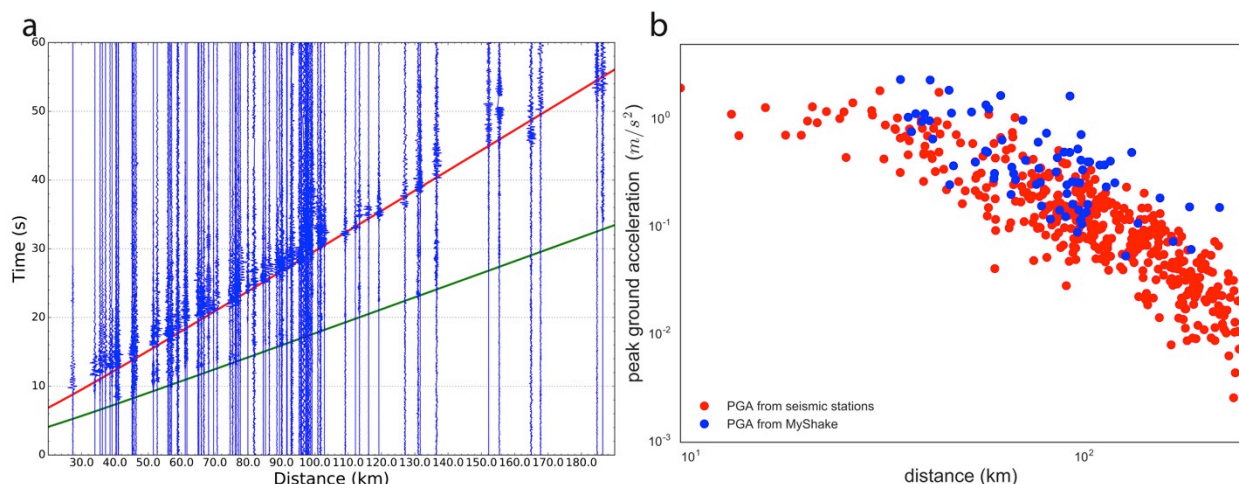 a
60
50
40
30
20
10
0
Time (s)
20.0 30.0 40.0 50.0 60.0 70.0 80.0 90.0 100.0 110.0 120.0 130.0 140.0 150.0 160.0 170.0 180.0
Distance (km)
b
10⁰
10⁻¹
10⁻²
10⁻³
peak ground acceleration (m/s²)
PGA from seismic stations
PGA from MyShake
10¹ 10²
distance (km)